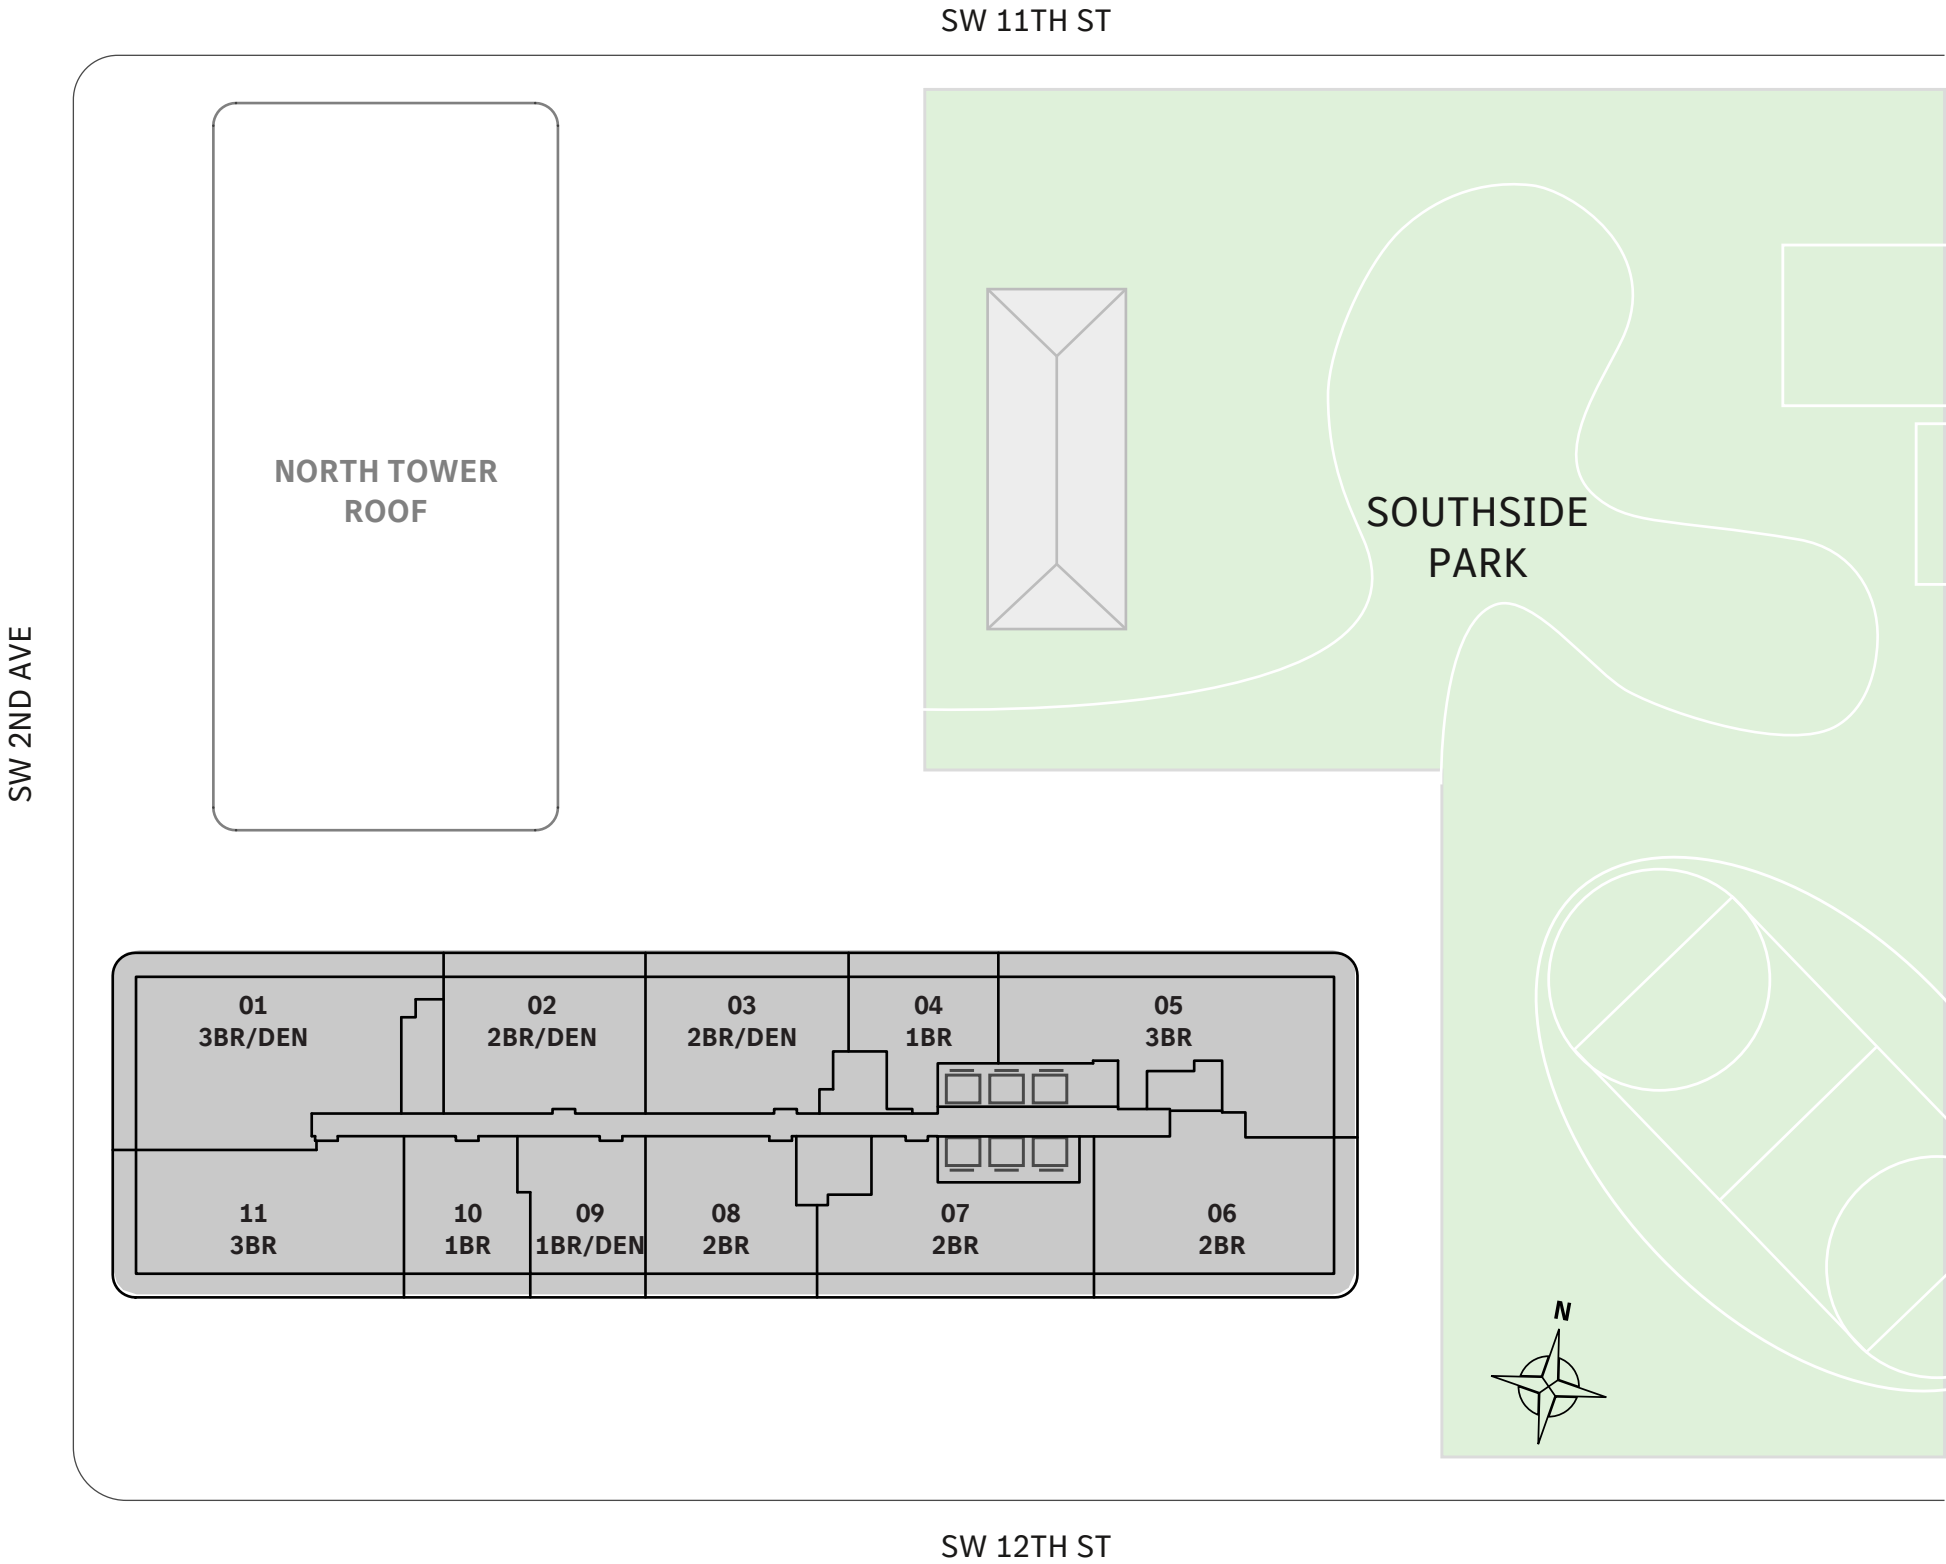 SW 11TH ST
NORTH TOWER
ROOF
SOUTHSIDE
PARK
SW 2ND AVE
01
3BR/DEN
02
2BR/DEN
03
2BR/DEN
04
1BR
05
3BR
11
3BR
10
1BR
09
1BR/DEN
08
2BR
07
2BR
06
2BR
N
SW 12TH ST